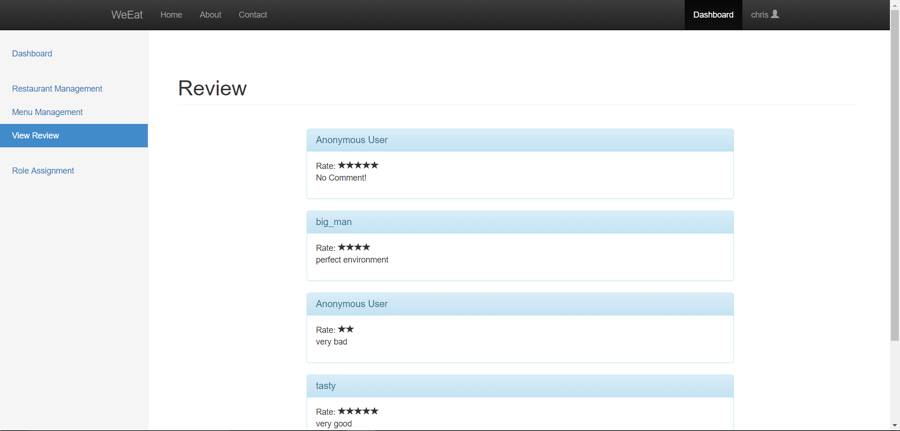 WeEat Home About Contact Dashboard chris
Dashboard
Restaurant Management
Menu Management
View Review
Role Assignment
Review
Anonymous User
Rate: ★★★★★
No Comment!
big_man
Rate: ★★★★
perfect environment
Anonymous User
Rate: ★★
very bad
tasty
Rate: ★★★★★
very good